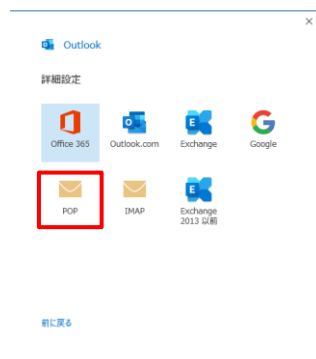 Outlook
詳細設定
Office 365
Outlook.com
Exchange
Google
POP
IMAP
Exchange
2013 以前
前に戻る